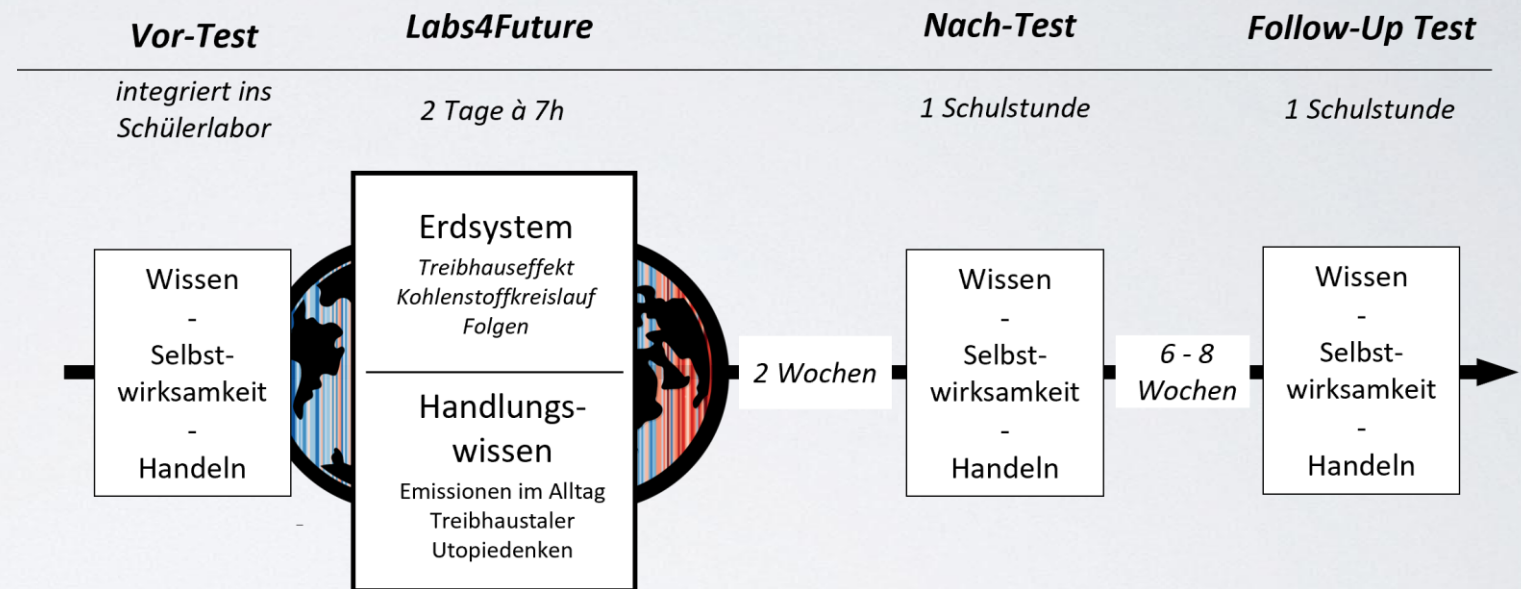 Vor-Test
Labs4Future
Nach-Test
Follow-Up Test
integriert ins
Schülerlabor
2 Tage à 7h
1 Schulstunde
1 Schulstunde
Wissen
-
Selbst-
wirksamkeit
-
Handeln
Erdsystem
Treibhauseffekt
Kohlenstoffkreislauf
Folgen
Handlungs-
wissen
Emissionen im Alltag
Treibhaustaler
Utopiedenken
2 Wochen
Wissen
-
Selbst-
wirksamkeit
-
Handeln
6 - 8
Wochen
Wissen
-
Selbst-
wirksamkeit
-
Handeln